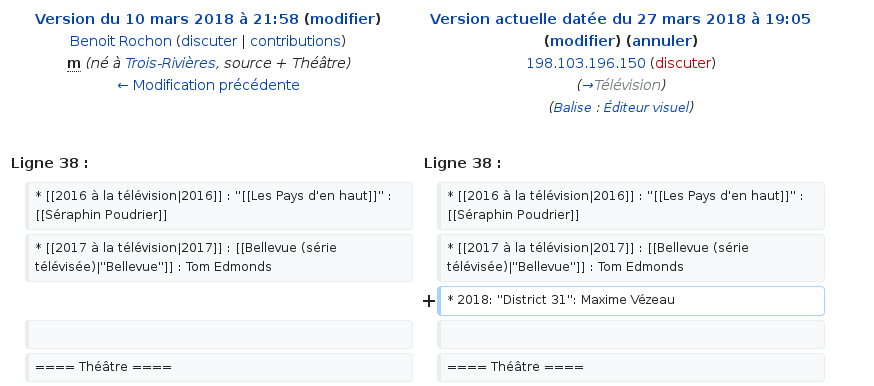 Version du 10 mars 2018 à 21:58 (modifier)
Benoit Rochon (discuter | contributions)
m (né à Trois-Rivières, source + Théâtre)
← Modification précédente
Version actuelle datée du 27 mars 2018 à 19:05
(modifier) (annuler)
198.103.196.150 (discuter)
(→Télévision)
(Balise : Éditeur visuel)
Ligne 38 :
Ligne 38 :
* [[2016 à la télévision|2016]] : ''[[Les Pays d'en haut]]'' :
[[Séraphin Poudrier]]
* [[2016 à la télévision|2016]] : ''[[Les Pays d'en haut]]'' :
[[Séraphin Poudrier]]
* [[2017 à la télévision|2017]] : [[Bellevue (série
télévisée)|''Bellevue'']] : Tom Edmonds
* [[2017 à la télévision|2017]] : [[Bellevue (série
télévisée)|''Bellevue'']] : Tom Edmonds
+ * 2018: ''District 31'': Maxime Vézeau
==== Théâtre ====
==== Théâtre ====